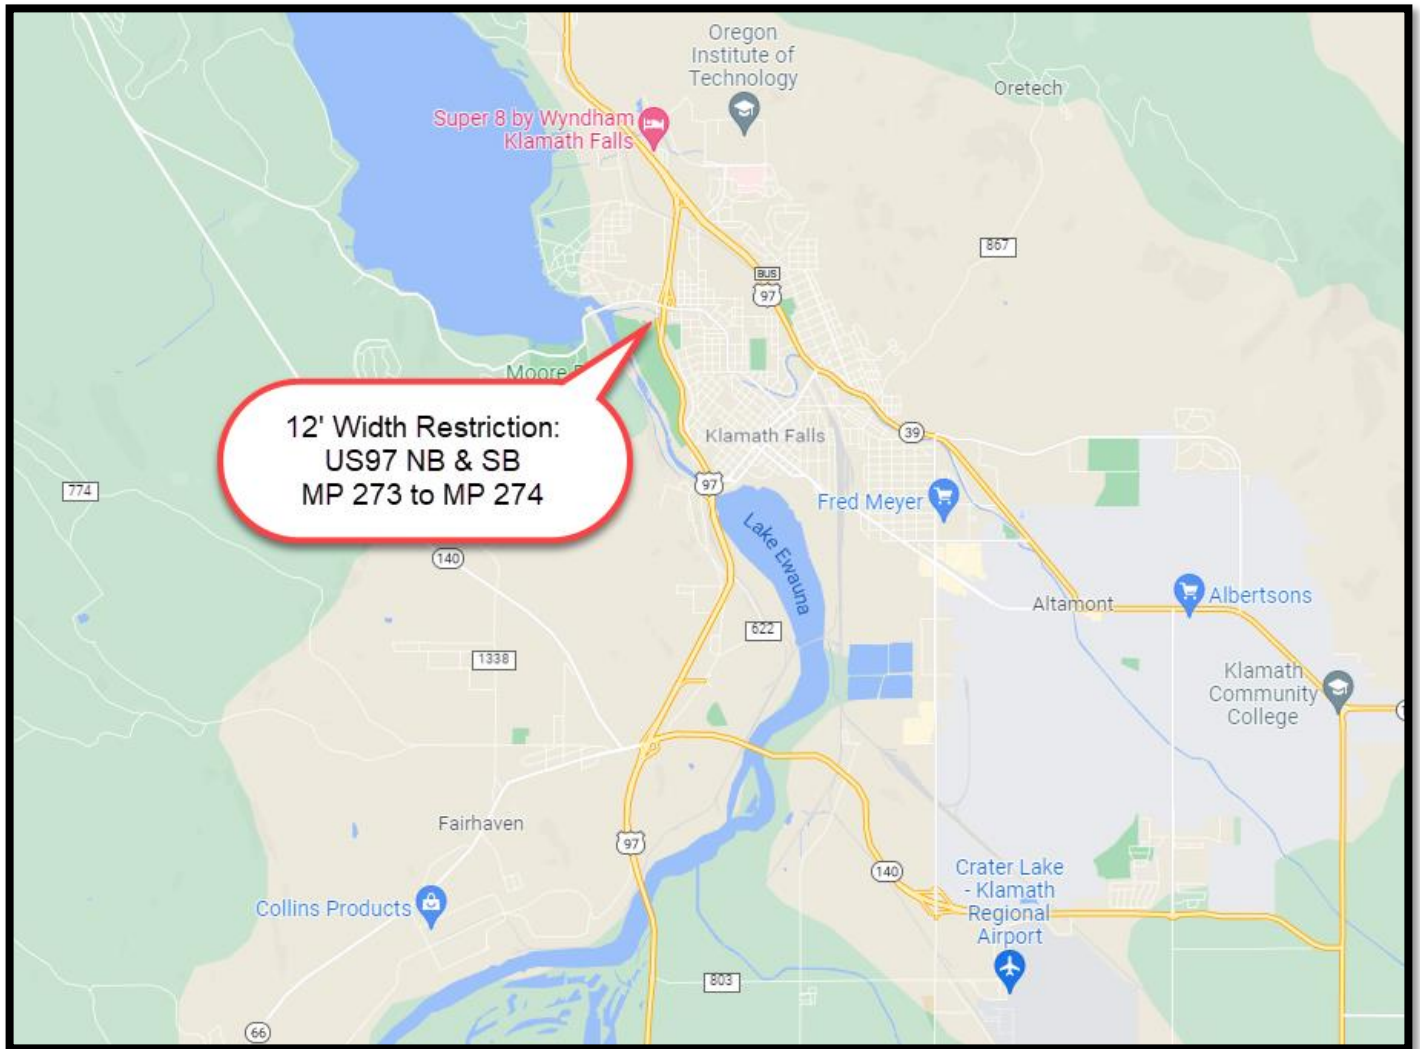 Oregon
Institute of
Technology
Oretech
Super 8 by Wyndham
Klamath Falls
867
BUS
97
Moore
12' Width Restriction:
US97 NB & SB
MP 273 to MP 274
Klamath Falls
39
774
97
Fred Meyer
Lake Ewauna
140
Altamont
Albertsons
622
1338
Klamath
Community
College
Fairhaven
97
140
Crater Lake
- Klamath
Regional
Airport
Collins Products
803
66